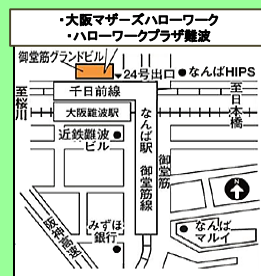 ・大阪マザーズハローワーク
・ハローワークプラザ難波
御堂筋グランドビル
24号出口
なんばHIPS
至桜川
千日前線
至日本橋
大阪難波駅
近鉄難波
ビル
なんば駅 御堂筋線
御堂筋
阪神高速
みずほ
銀行
なんば
マルイ